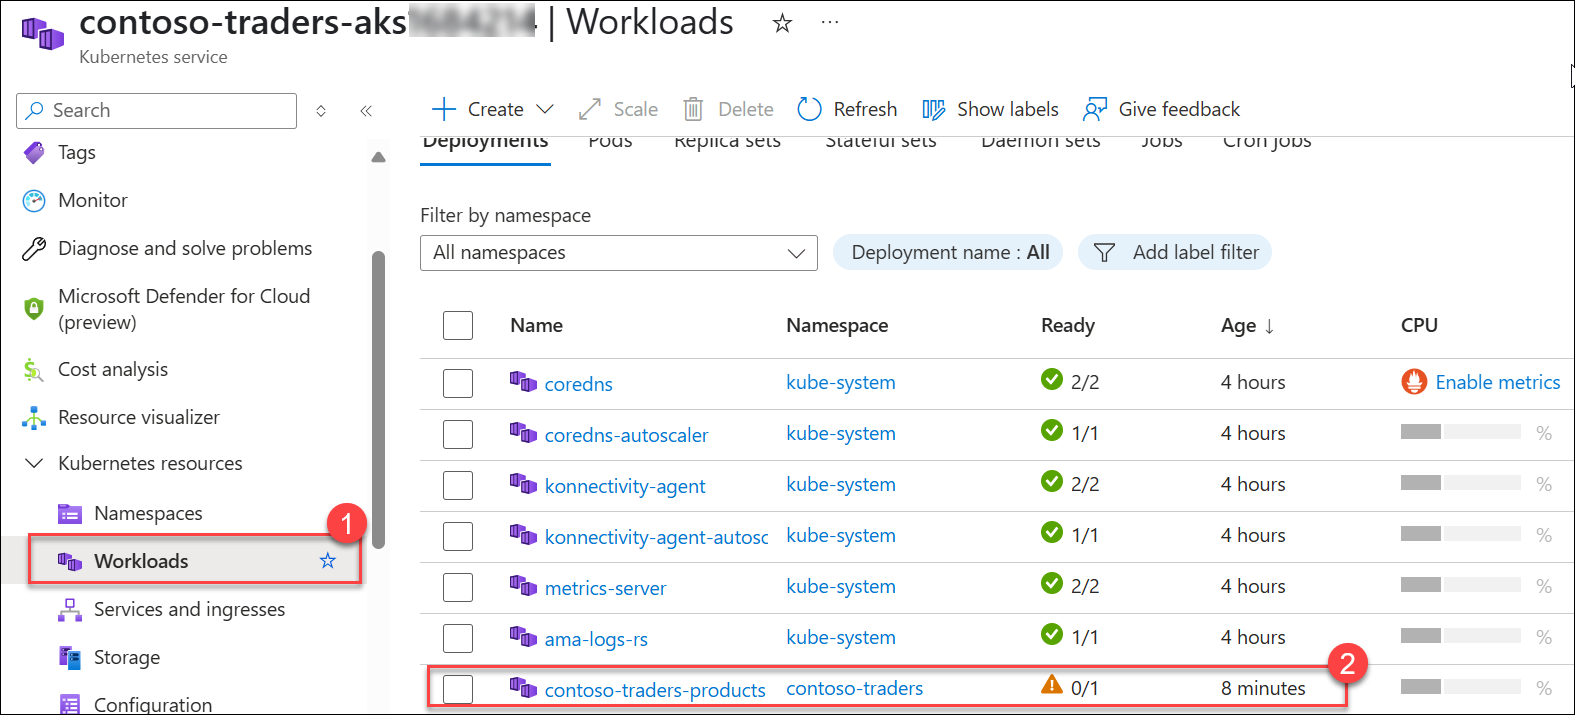 contoso-traders-aks | Workloads
Kubernetes service
Search
Tags
Monitor
Diagnose and solve problems
Microsoft Defender for Cloud
(preview)
Cost analysis
Resource visualizer
Kubernetes resources
Namespaces
1
Workloads
Services and ingresses
Storage
Configuration
Create
Scale
Delete
Refresh
Show labels
Give feedback
Deployments Pods Replica sets Stateful sets Daemon sets Jobs Cron jobs
Filter by namespace
All namespaces
Deployment name : All
Add label filter
Name Namespace Ready Age ↓ CPU
coredns kube-system 2/2 4 hours Enable metrics
coredns-autoscaler kube-system 1/1 4 hours %
konnectivity-agent kube-system 2/2 4 hours %
konnectivity-agent-autosc kube-system 1/1 4 hours %
metrics-server kube-system 2/2 4 hours %
ama-logs-rs kube-system 1/1 4 hours %
2
contoso-traders-products contoso-traders 0/1 8 minutes %